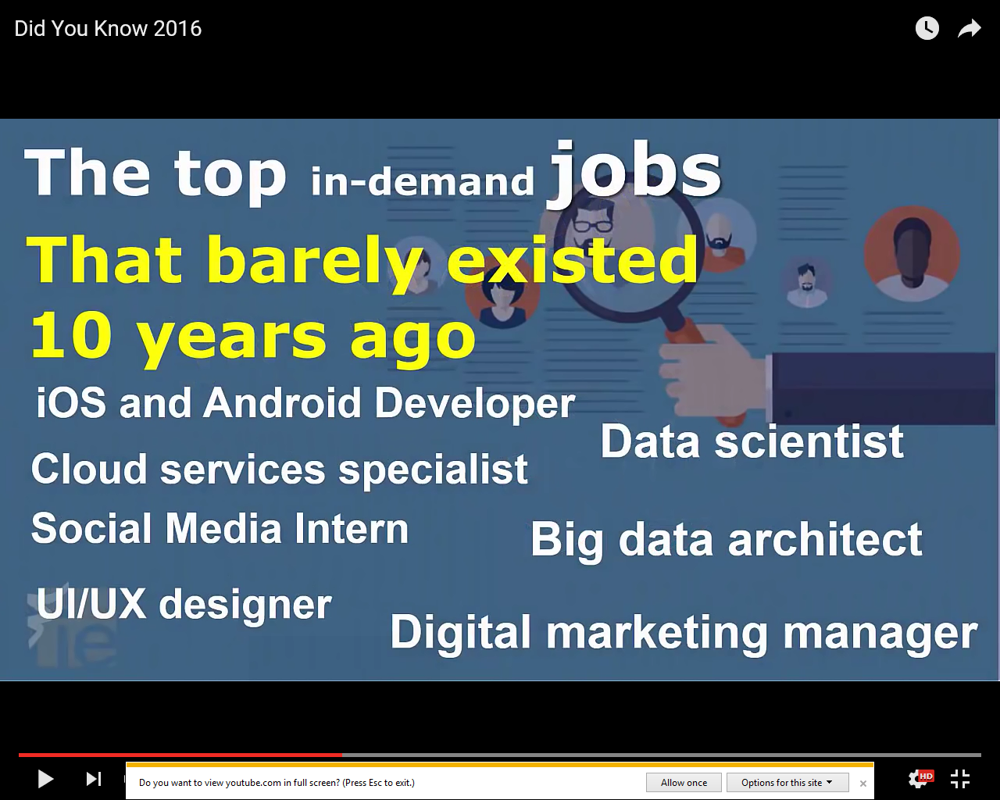 Did You Know 2016
The top in-demand jobs
That barely existed
10 years ago
iOS and Android Developer
Data scientist
Cloud services specialist
Social Media Intern
Big data architect
UI/UX designer
Digital marketing manager
ie
HD
Do you want to view youtube.com in full screen? (Press Esc to exit.)
Allow once
Options for this site